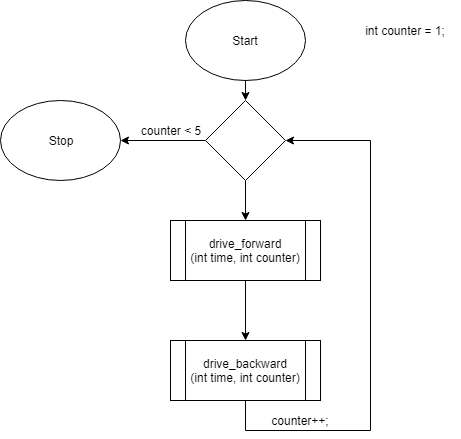 Start
int counter = 1;
counter < 5
Stop
drive_forward
(int time, int counter)
drive_backward
(int time, int counter)
counter++;